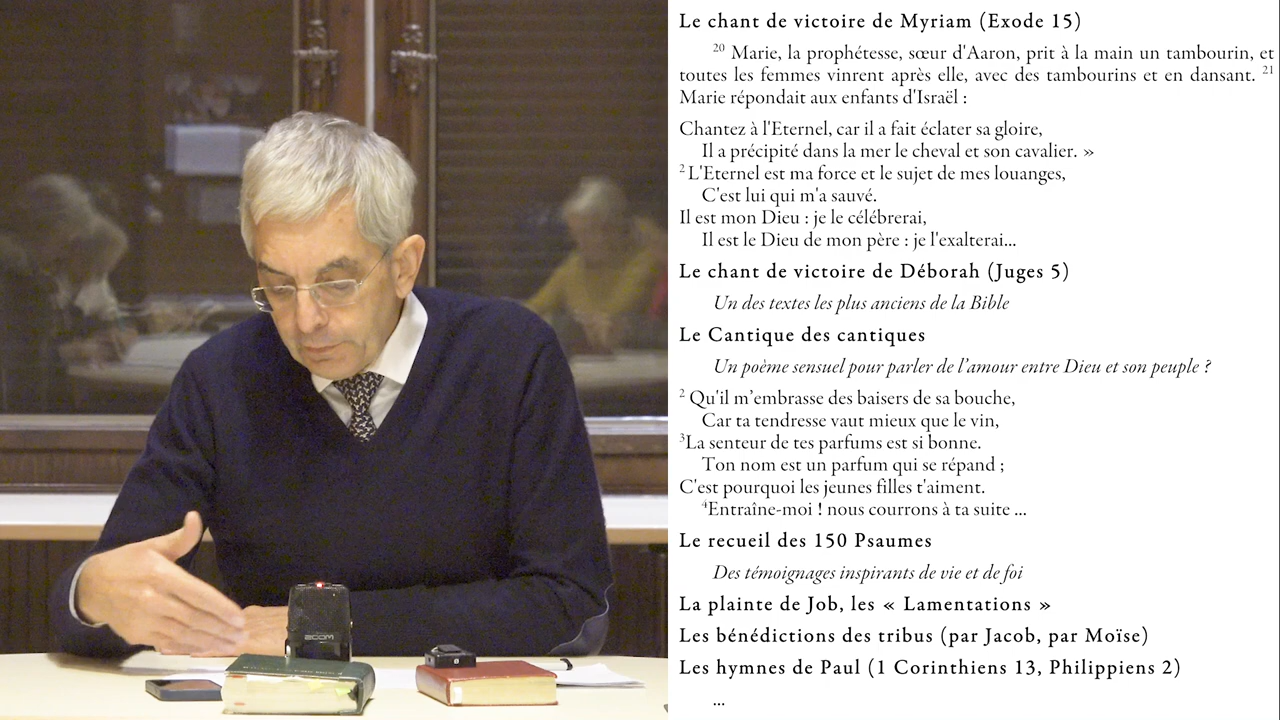 Le chant de victoire de Myriam (Exode 15)
20 Marie, la prophétesse, sœur d'Aaron, prit à la main un tambourin, et
toutes les femmes vinrent après elle, avec des tambourins et en dansant. 21
Marie répondait aux enfants d'Israël :
Chantez à l'Eternel, car il a fait éclater sa gloire,
Il a précipité dans la mer le cheval et son cavalier. »
2 L'Eternel est ma force et le sujet de mes louanges,
C'est lui qui m'a sauvé.
Il est mon Dieu : je le célébrerai,
Il est le Dieu de mon père : je l'exalterai...
Le chant de victoire de Déborah (Juges 5)
Un des textes les plus anciens de la Bible
Le Cantique des cantiques
Un poème sensuel pour parler de l’amour entre Dieu et son peuple ?
2 Qu'il m’embrasse des baisers de sa bouche,
Car ta tendresse vaut mieux que le vin,
3La senteur de tes parfums est si bonne.
Ton nom est un parfum qui se répand ;
C'est pourquoi les jeunes filles t'aiment.
4Entraîne-moi ! nous courrons à ta suite ...
Le recueil des 150 Psaumes
Des témoignages inspirants de vie et de foi
La plainte de Job, les « Lamentations »
Les bénédictions des tribus (par Jacob, par Moïse)
Les hymnes de Paul (1 Corinthiens 13, Philippiens 2)
...
zoom